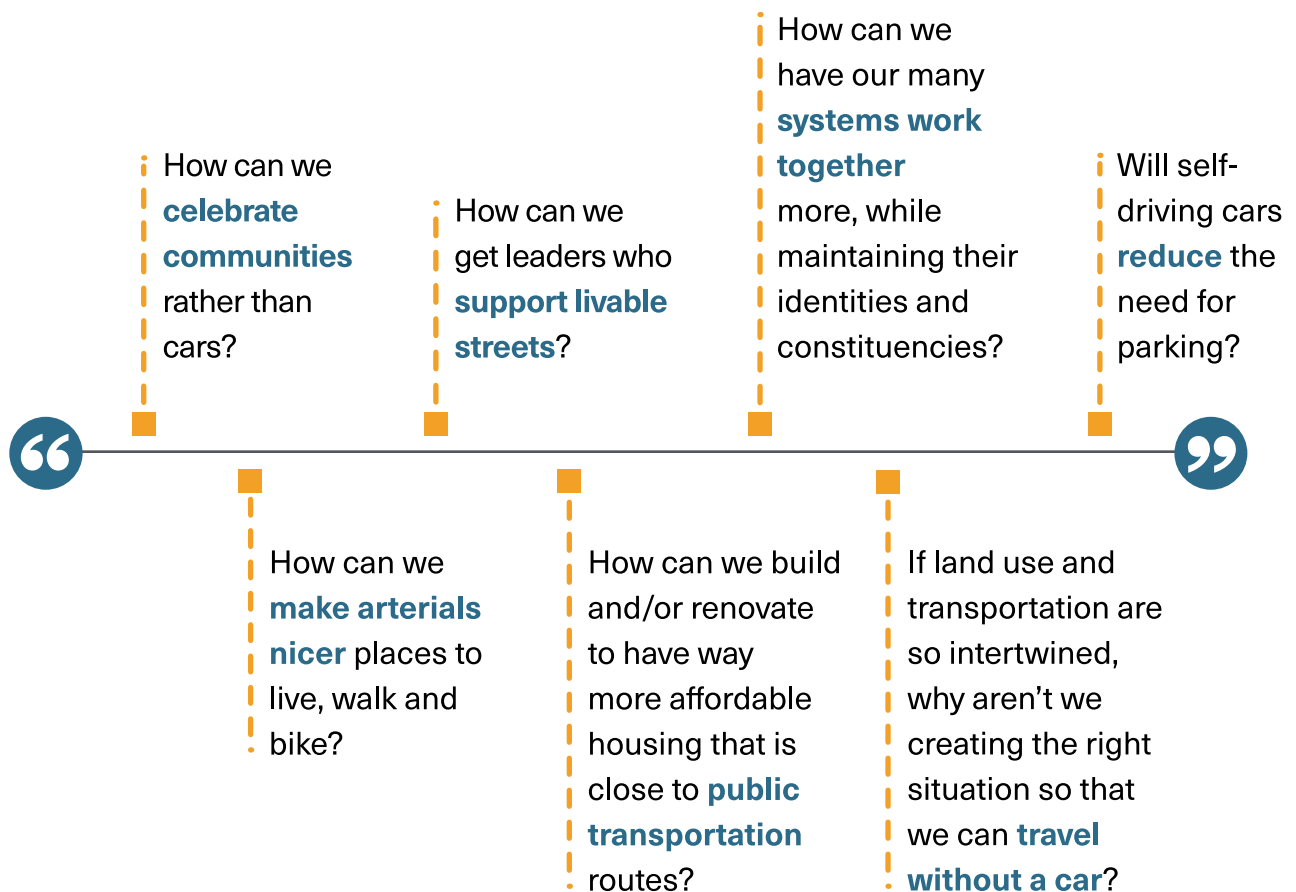 How can we
celebrate
communities
rather than
cars?
How can we
get leaders who
support livable
streets?
How can we
have our many
systems work
together
more, while
maintaining their
identities and
constituencies?
Will self-
driving cars
reduce the
need for
parking?
“
”
How can we
make arterials
nicer places to
live, walk and
bike?
How can we build
and/or renovate
to have way
more affordable
housing that is
close to public
transportation
routes?
If land use and
transportation are
so intertwined,
why aren’t we
creating the right
situation so that
we can travel
without a car?